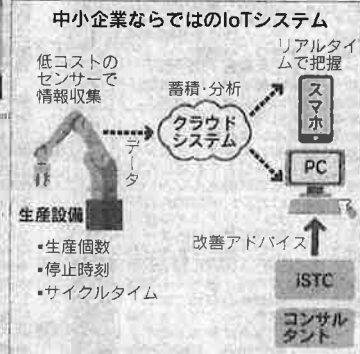 中小企業ならではのIoTシステム
低コストの
センサーで
情報収集
蓄積・分析
リアルタイ
ムで把握
クラウド
システム
スマホ
データ
PC
生産設備
▪生産個数
▪停止時刻
▪サイクルタイム
改善アドバイス
iSTC
コンサル
タント